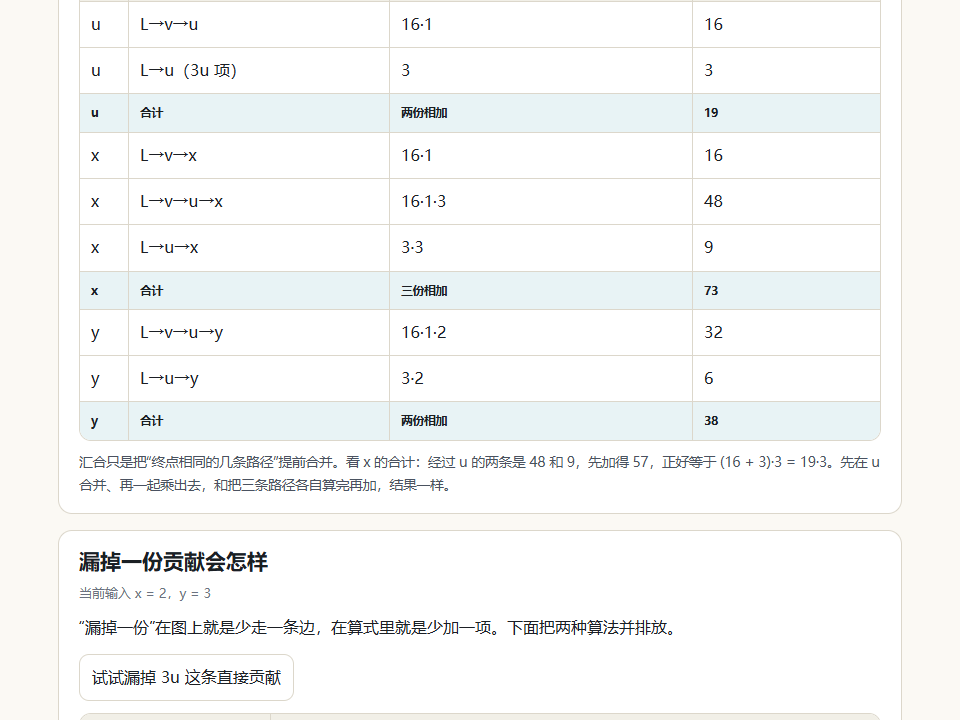 u L→v→u 16·1 16
u L→u（3u 项） 3 3
u 合计 两份相加 19
x L→v→x 16·1 16
x L→v→u→x 16·1·3 48
x L→u→x 3·3 9
x 合计 三份相加 73
y L→v→u→y 16·1·2 32
y L→u→y 3·2 6
y 合计 两份相加 38
汇合只是把“终点相同的几条路径”提前合并。看 x 的合计：经过 u 的两条是 48 和 9，先加得 57，正好等于 (16 + 3)·3 = 19·3。先在 u
合并、再一起乘出去，和把三条路径各自算完再加，结果一样。
漏掉一份贡献会怎样
当前输入 x = 2，y = 3
“漏掉一份”在图上就是少走一条边，在算式里就是少加一项。下面把两种算法并排放。
试试漏掉 3u 这条直接贡献